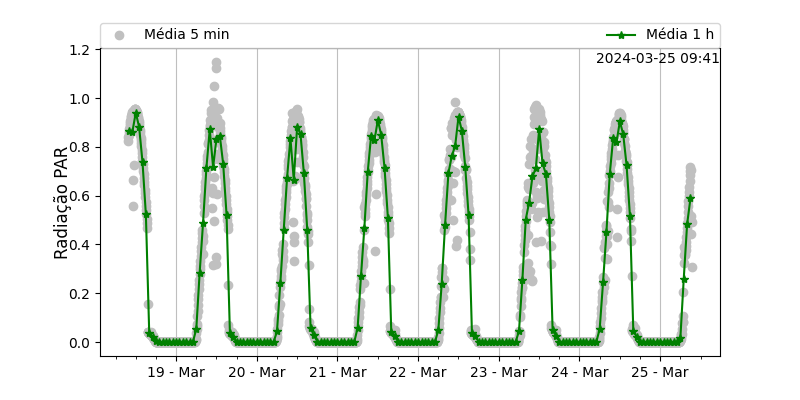 Média 5 min
Média 1 h
2024-03-25 09:41
Radiação PAR
1.2
1.0
0.8
0.6
0.4
0.2
0.0
19 - Mar
20 - Mar
21 - Mar
22 - Mar
23 - Mar
24 - Mar
25 - Mar